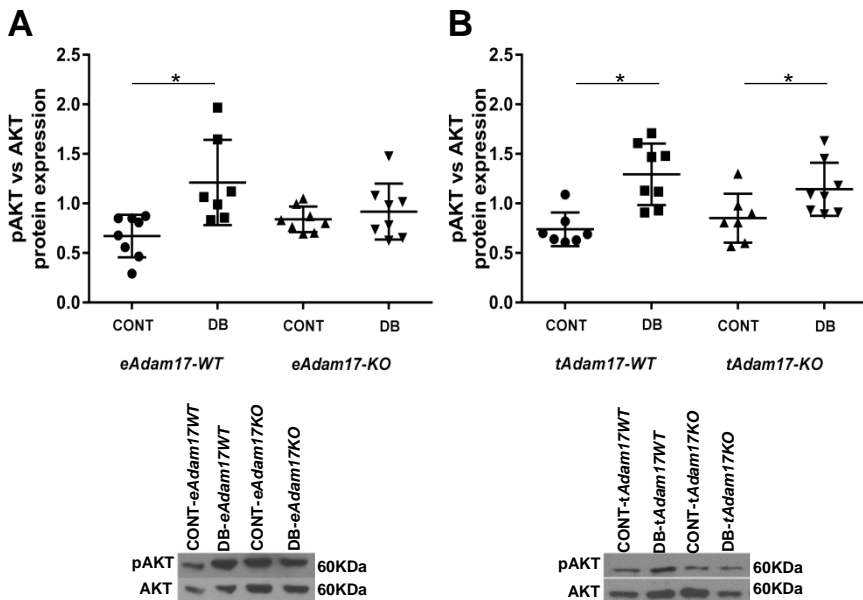 A
pAKT vs AKT
protein expression
2.5
2.0
1.5
1.0
0.5
0.0
*
CONT DB CONT DB
eAdam17-WT eAdam17-KO
CONT-eAdam17WT
DB-eAdam17WT
CONT-eAdam17KO
DB-eAdam17KO
pAKT 60KDa
AKT 60KDa
B
pAKT vs AKT
protein expression
2.5
2.0
1.5
1.0
0.5
0.0
* *
CONT DB CONT DB
tAdam17-WT tAdam17-KO
CONT-tAdam17WT
DB-tAdam17WT
CONT-tAdam17KO
DB-tAdam17KO
pAKT 60KDa
AKT 60KDa